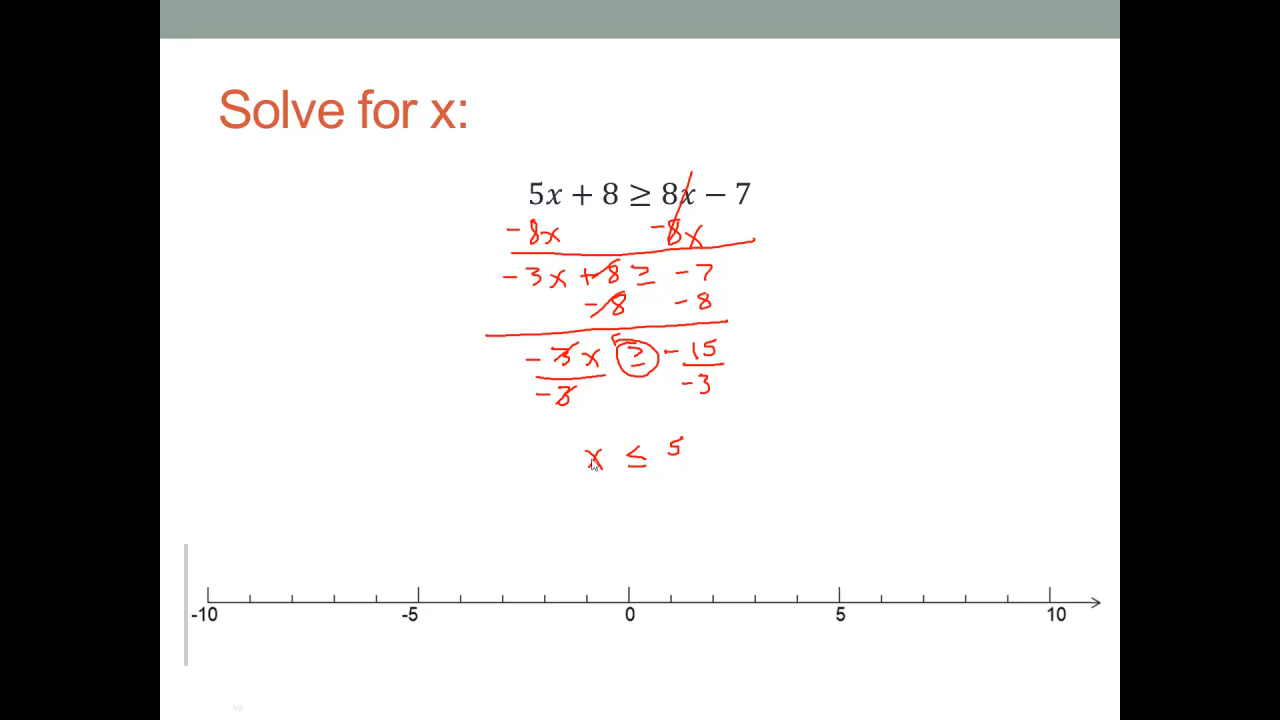 Solve for x:
5x + 8 ≥ 8x − 7
-8x -8x
-3x +8 ≥ -7
-8 -8
-3x ≥ -15
-3 -3
x ≤ 5
-10 -5 0 5 10